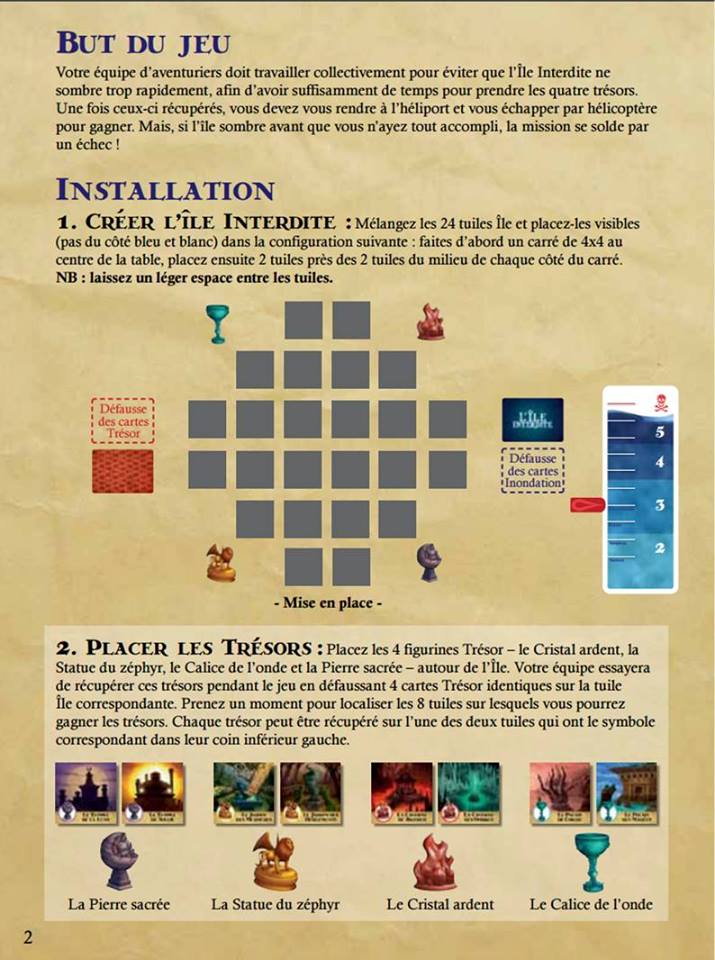 BUT DU JEU
Votre équipe d'aventuriers doit travailler collectivement pour éviter que l'Île Interdite ne
sombre trop rapidement, afin d'avoir suffisamment de temps pour prendre les quatre trésors.
Une fois ceux-ci récupérés, vous devez vous rendre à l'héliport et vous échapper par hélicoptère
pour gagner. Mais, si l'île sombre avant que vous n'ayez tout accompli, la mission se solde par
un échec !
INSTALLATION
1. CRÉER L'ÎLE INTERDITE : Mélangez les 24 tuiles Île et placez-les visibles
(pas du côté bleu et blanc) dans la configuration suivante : faites d'abord un carré de 4x4 au
centre de la table, placez ensuite 2 tuiles près des 2 tuiles du milieu de chaque côté du carré.
NB : laissez un léger espace entre les tuiles.
Défausse
des cartes
Trésor
L'ÎLE
INTERDITE
Défausse
des cartes
Inondation
5
4
3
2
- Mise en place -
2. PLACER LES TRÉSORS : Placez les 4 figurines Trésor – le Cristal ardent, la
Statue du zéphyr, le Calice de l'onde et la Pierre sacrée – autour de l'Île. Votre équipe essayera
de récupérer ces trésors pendant le jeu en défaussant 4 cartes Trésor identiques sur la tuile
Île correspondante. Prenez un moment pour localiser les 8 tuiles sur lesquels vous pourrez
gagner les trésors. Chaque trésor peut être récupéré sur l'une des deux tuiles qui ont le symbole
correspondant dans leur coin inférieur gauche.
La Pierre sacrée
La Statue du zéphyr
Le Cristal ardent
Le Calice de l'onde
2